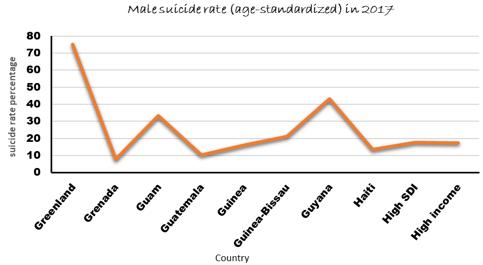 Male suicide rate (age-standardized) in 2017
suicide rate percentage
80
70
60
50
40
30
20
10
0
Greenland
Grenada
Guam
Guatemala
Guinea
Guinea-Bissau
Guyana
Haiti
High SDI
High income
Country